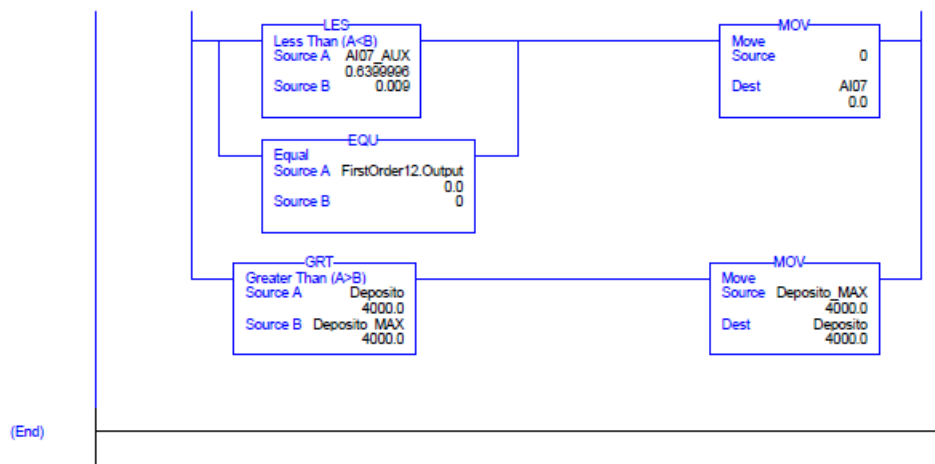 LES
Less Than (A<B)
Source A AI07_AUX
0.6399996
Source B 0.009
MOV
Move
Source 0
Dest AI07
0.0
EQU
Equal
Source A FirstOrder12.Output
0.0
Source B 0
GRT
Greater Than (A>B)
Source A Deposito
4000.0
Source B Deposito_MAX
4000.0
MOV
Move
Source Deposito_MAX
4000.0
Dest Deposito
4000.0
(End)